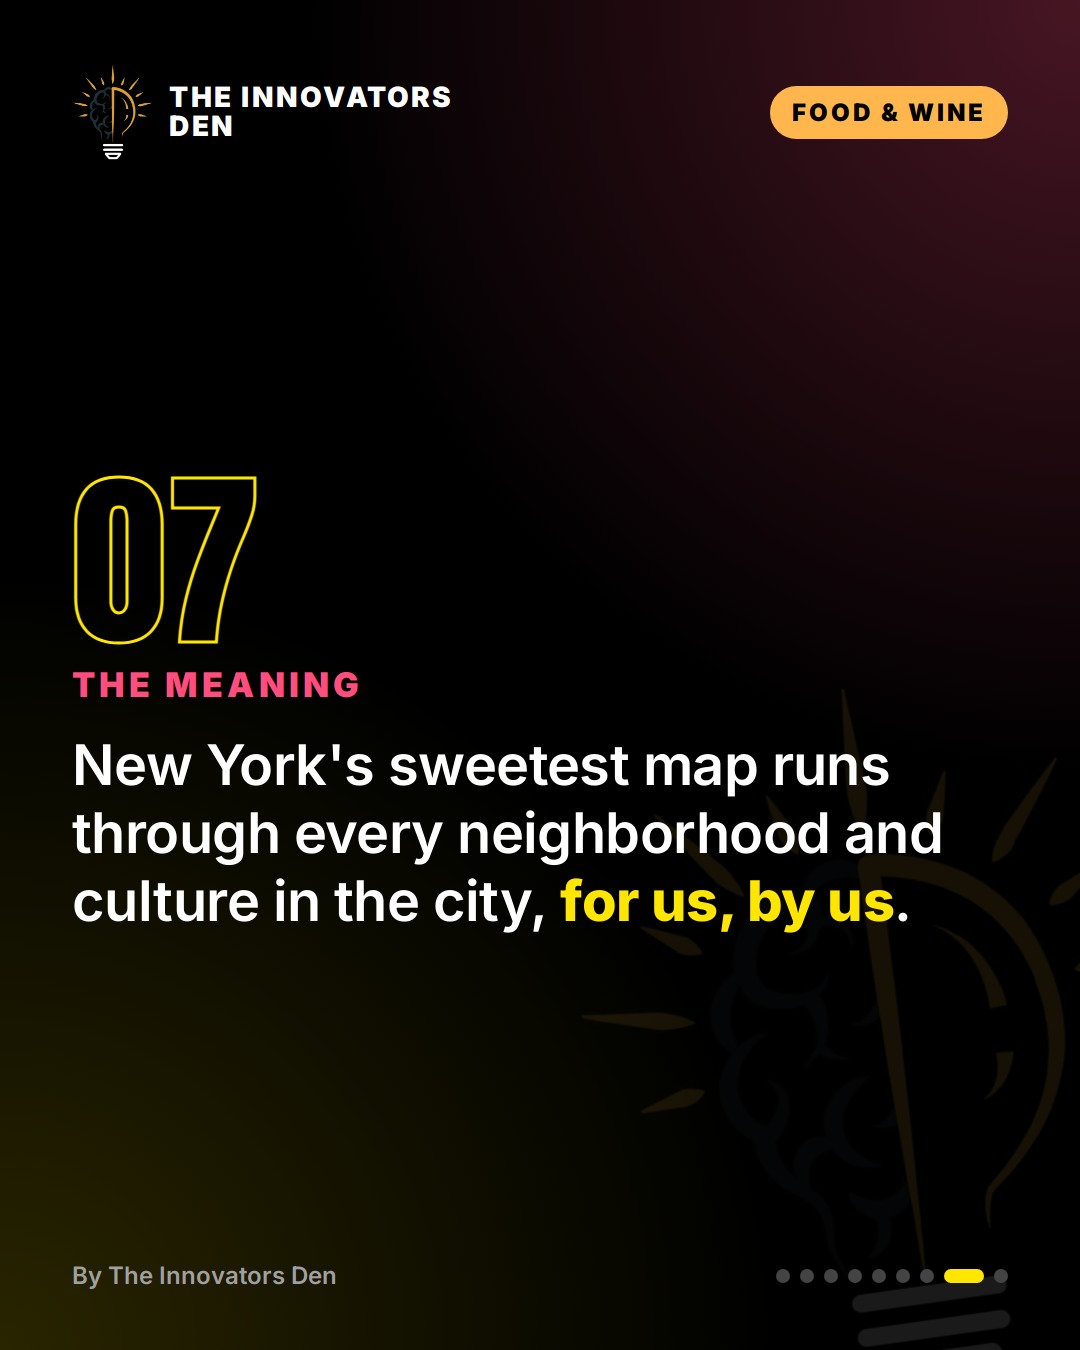 THE INNOVATORS
DEN
FOOD & WINE
07
THE MEANING
New York's sweetest map runs
through every neighborhood and
culture in the city, for us, by us.
By The Innovators Den